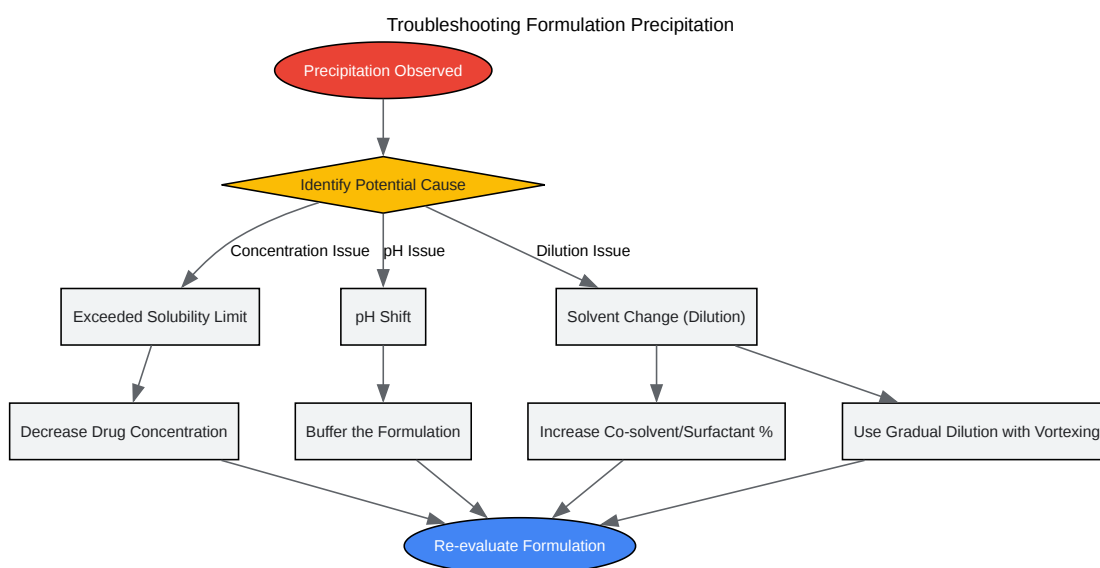 Troubleshooting Formulation Precipitation
Precipitation Observed
Identify Potential Cause
Concentration Issue
pH Issue
Dilution Issue
Exceeded Solubility Limit
pH Shift
Solvent Change (Dilution)
Decrease Drug Concentration
Buffer the Formulation
Increase Co-solvent/Surfactant %
Use Gradual Dilution with Vortexing
Re-evaluate Formulation